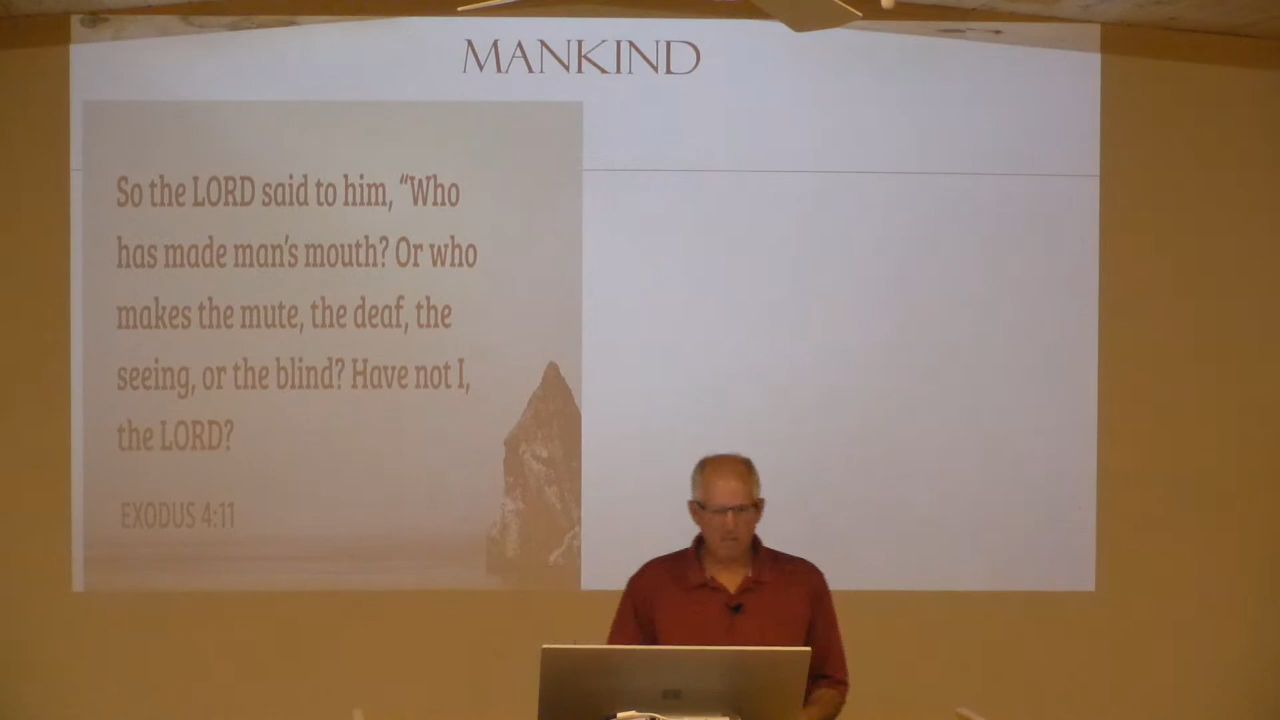 MANKIND
So the LORD said to him, “Who
has made man's mouth? Or who
makes the mute, the deaf, the
seeing, or the blind? Have not I,
the LORD?
EXODUS 4:11